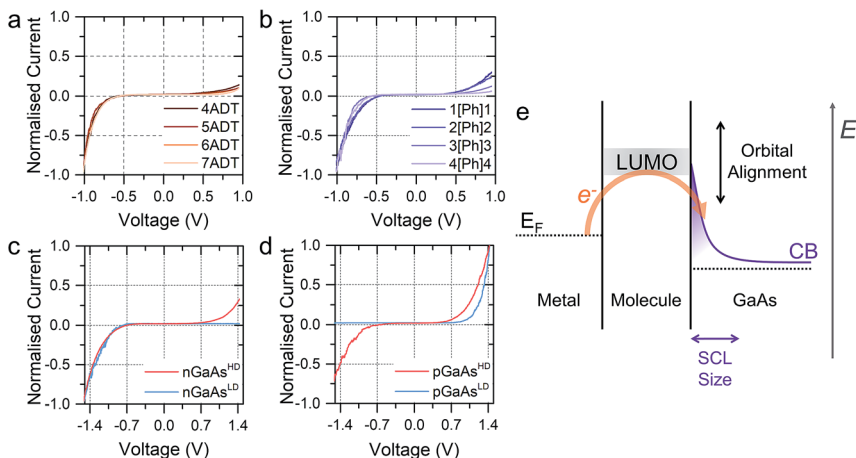 a
Normalised Current
1.0
0.5
0.0
-0.5
-1.0
-1.0
-0.5
0.0
0.5
1.0
Voltage (V)
4ADT
5ADT
6ADT
7ADT
b
Normalised Current
1.0
0.5
0.0
-0.5
-1.0
-1.0
-0.5
0.0
0.5
1.0
Voltage (V)
1[Ph]1
2[Ph]2
3[Ph]3
4[Ph]4
c
Normalised Current
1.0
0.5
0.0
-0.5
-1.0
-1.4
-0.7
0.0
0.7
1.4
Voltage (V)
nGaAsHD
nGaAsLD
d
Normalised Current
1.0
0.5
0.0
-0.5
-1.0
-1.4
-0.7
0.0
0.7
1.4
Voltage (V)
pGaAsHD
pGaAsLD
e
E
LUMO
Orbital
Alignment
e-
EF
CB
Metal
Molecule
GaAs
SCL
Size